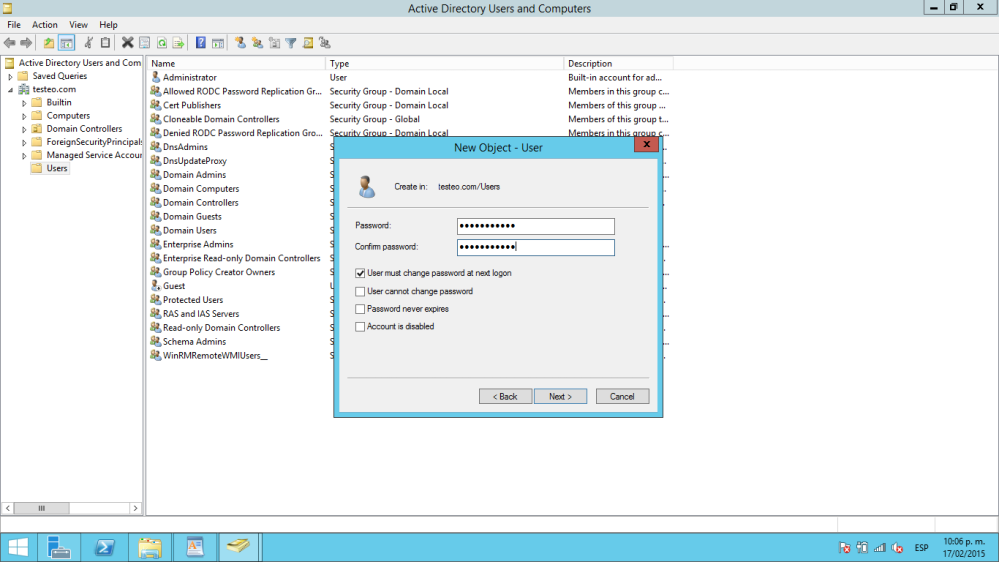 Active Directory Users and Computers
File Action View Help
Active Directory Users and Com
Saved Queries
testeo.com
Builtin
Computers
Domain Controllers
ForeignSecurityPrincipals
Managed Service Accour
Users
Name Type Description
Administrator User Built-in account for ad...
Allowed RODC Password Replication Gr... Security Group - Domain Local Members in this group c...
Cert Publishers Security Group - Domain Local Members of this group ...
Cloneable Domain Controllers Security Group - Global Members of this group t...
Denied RODC Password Replication Gr... Security Group - Domain Local Members in this group c...
DnsAdmins
DnsUpdateProxy
Domain Admins
Domain Computers
Domain Controllers
Domain Guests
Domain Users
Enterprise Admins
Enterprise Read-only Domain Controllers
Group Policy Creator Owners
Guest
Protected Users
RAS and IAS Servers
Read-only Domain Controllers
Schema Admins
WinRMRemoteWMIUsers__
New Object - User
Create in: testeo.com/Users
Password: •••••••••••
Confirm password: •••••••••••
User must change password at next logon
User cannot change password
Password never expires
Account is disabled
< Back Next > Cancel
ESP
10:06 p. m.
17/02/2015